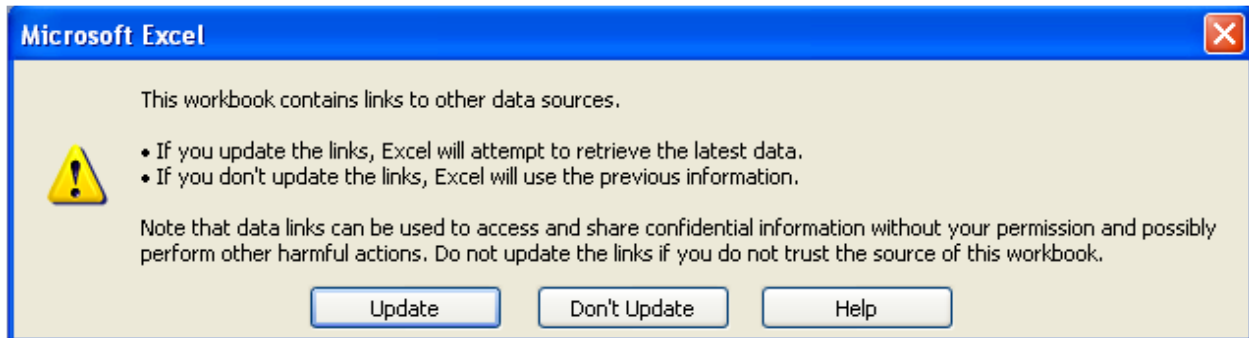 Microsoft Excel
This workbook contains links to other data sources.
• If you update the links, Excel will attempt to retrieve the latest data.
• If you don't update the links, Excel will use the previous information.
Note that data links can be used to access and share confidential information without your permission and possibly
perform other harmful actions. Do not update the links if you do not trust the source of this workbook.
Update Don't Update Help